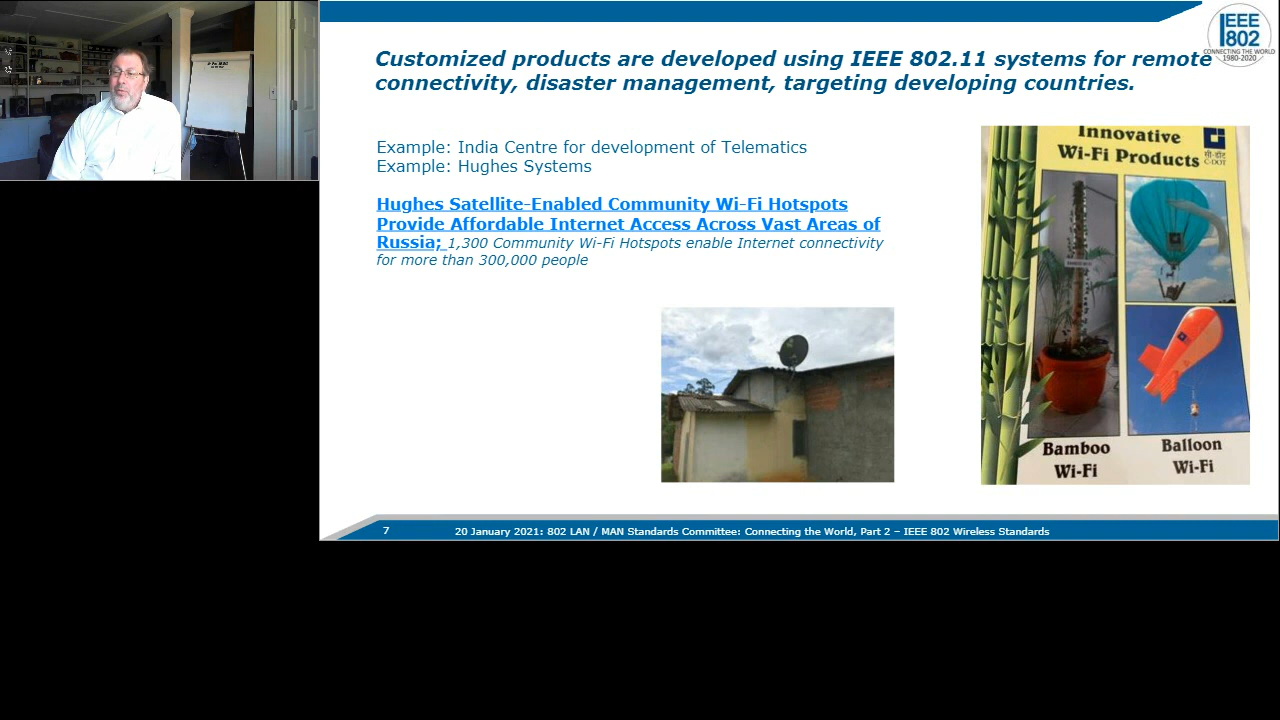 IEEE
802
CONNECTING THE WORLD
1980-2020
Customized products are developed using IEEE 802.11 systems for remote
connectivity, disaster management, targeting developing countries.
Example: India Centre for development of Telematics
Example: Hughes Systems
Hughes Satellite-Enabled Community Wi-Fi Hotspots
Provide Affordable Internet Access Across Vast Areas of
Russia; 1,300 Community Wi-Fi Hotspots enable Internet connectivity
for more than 300,000 people
Innovative
Wi-Fi Products
सी-डॉट
C-DOT
Bamboo
Wi-Fi
Balloon
Wi-Fi
7
20 January 2021: 802 LAN / MAN Standards Committee: Connecting the World, Part 2 – IEEE 802 Wireless Standards